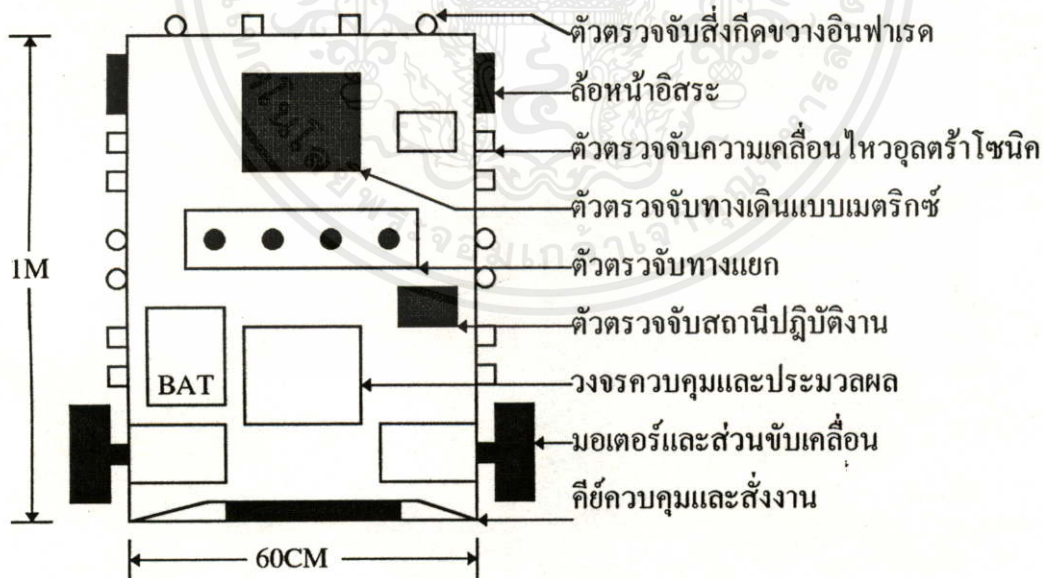 ตัวตรวจจับสิ่งกีดขวางอินฟาเรด
ล้อหน้าอิสระ
ตัวตรวจจับความเคลื่อนไหวอุลตร้าโซนิค
ตัวตรวจจับทางเดินแบบเมตริกซ์
1M
ตัวตรวจับทางแยก
ตัวตรวจจับสถานีปฎิบัติงาน
BAT
วงจรควบคุมและประมวลผล
มอเตอร์และส่วนขับเคลื่อน
คีย์ควบคุมและสั่งงาน
60CM